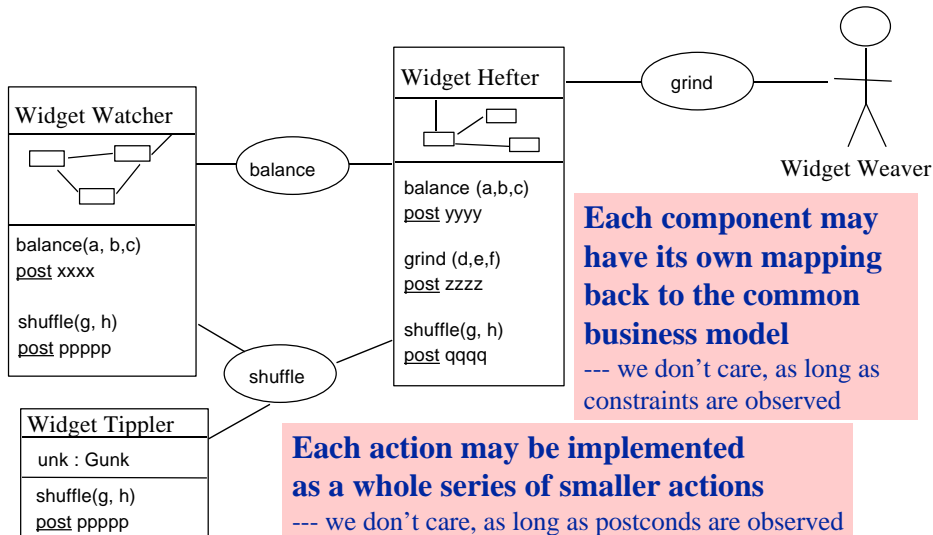 Widget Watcher
balance(a, b,c)
post xxxx
shuffle(g, h)
post ppppp
balance
shuffle
Widget Hefter
balance (a,b,c)
post yyyy
grind (d,e,f)
post zzzz
shuffle(g, h)
post qqqq
grind
Widget Weaver
Each component may
have its own mapping
back to the common
business model
--- we don’t care, as long as
constraints are observed
Widget Tippler
unk : Gunk
shuffle(g, h)
post ppppp
Each action may be implemented
as a whole series of smaller actions
--- we don’t care, as long as postconds are observed